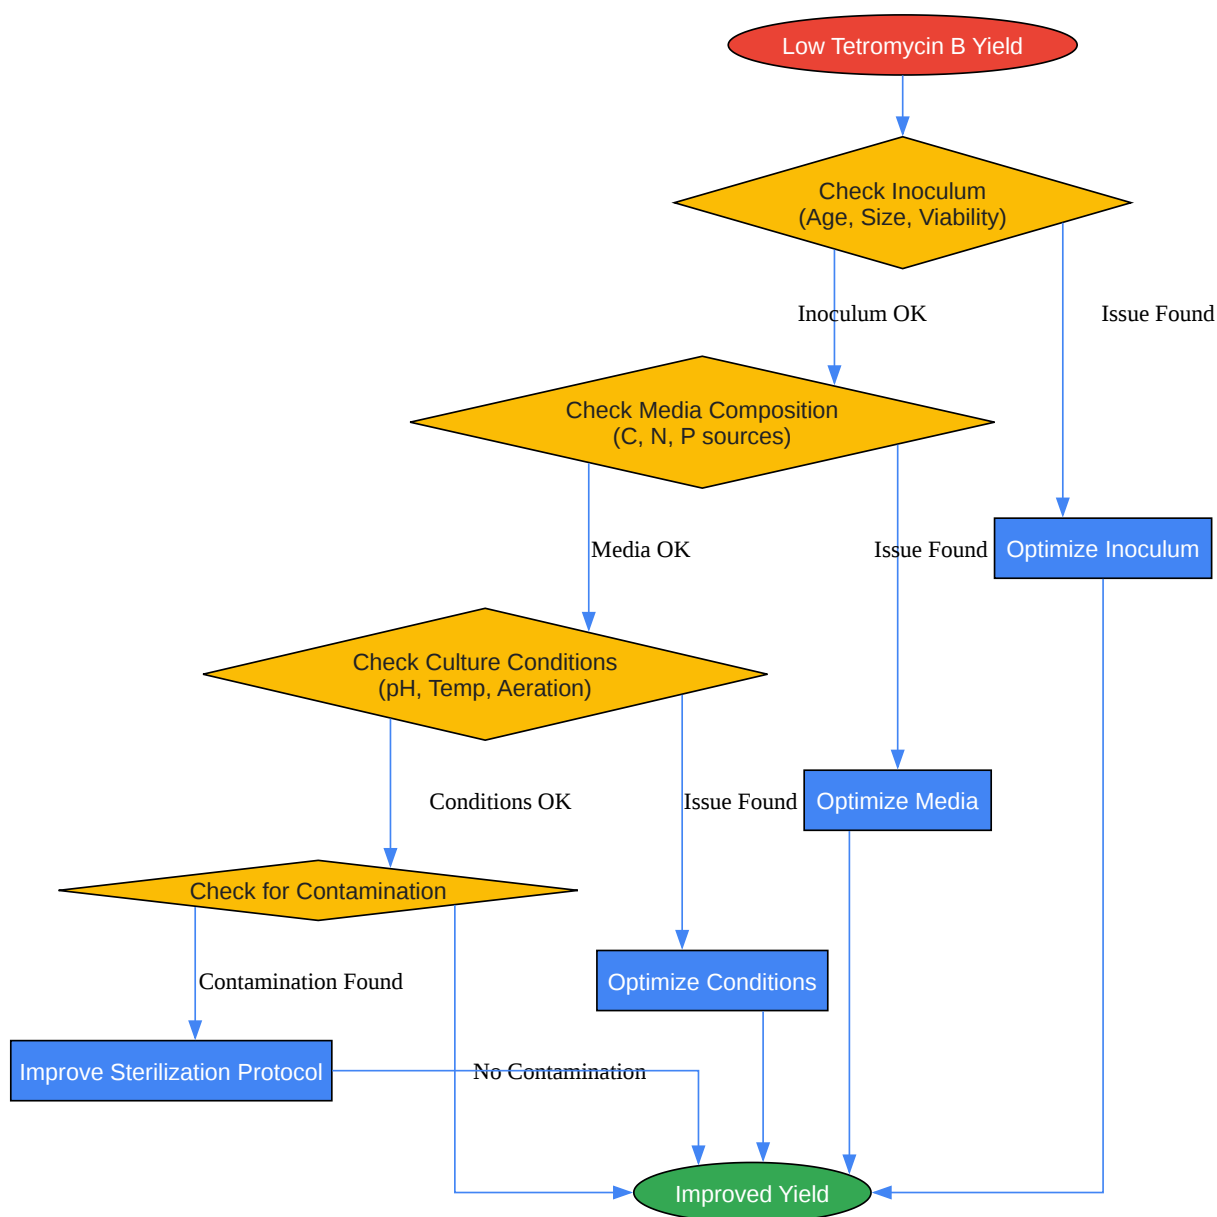 Low Tetromycin B Yield
Check Inoculum
(Age, Size, Viability)
Inoculum OK
Issue Found
Check Media Composition
(C, N, P sources)
Media OK
Issue Found
Optimize Inoculum
Check Culture Conditions
(pH, Temp, Aeration)
Conditions OK
Issue Found
Optimize Media
Check for Contamination
Contamination Found
Optimize Conditions
Improve Sterilization Protocol
No Contamination
Improved Yield